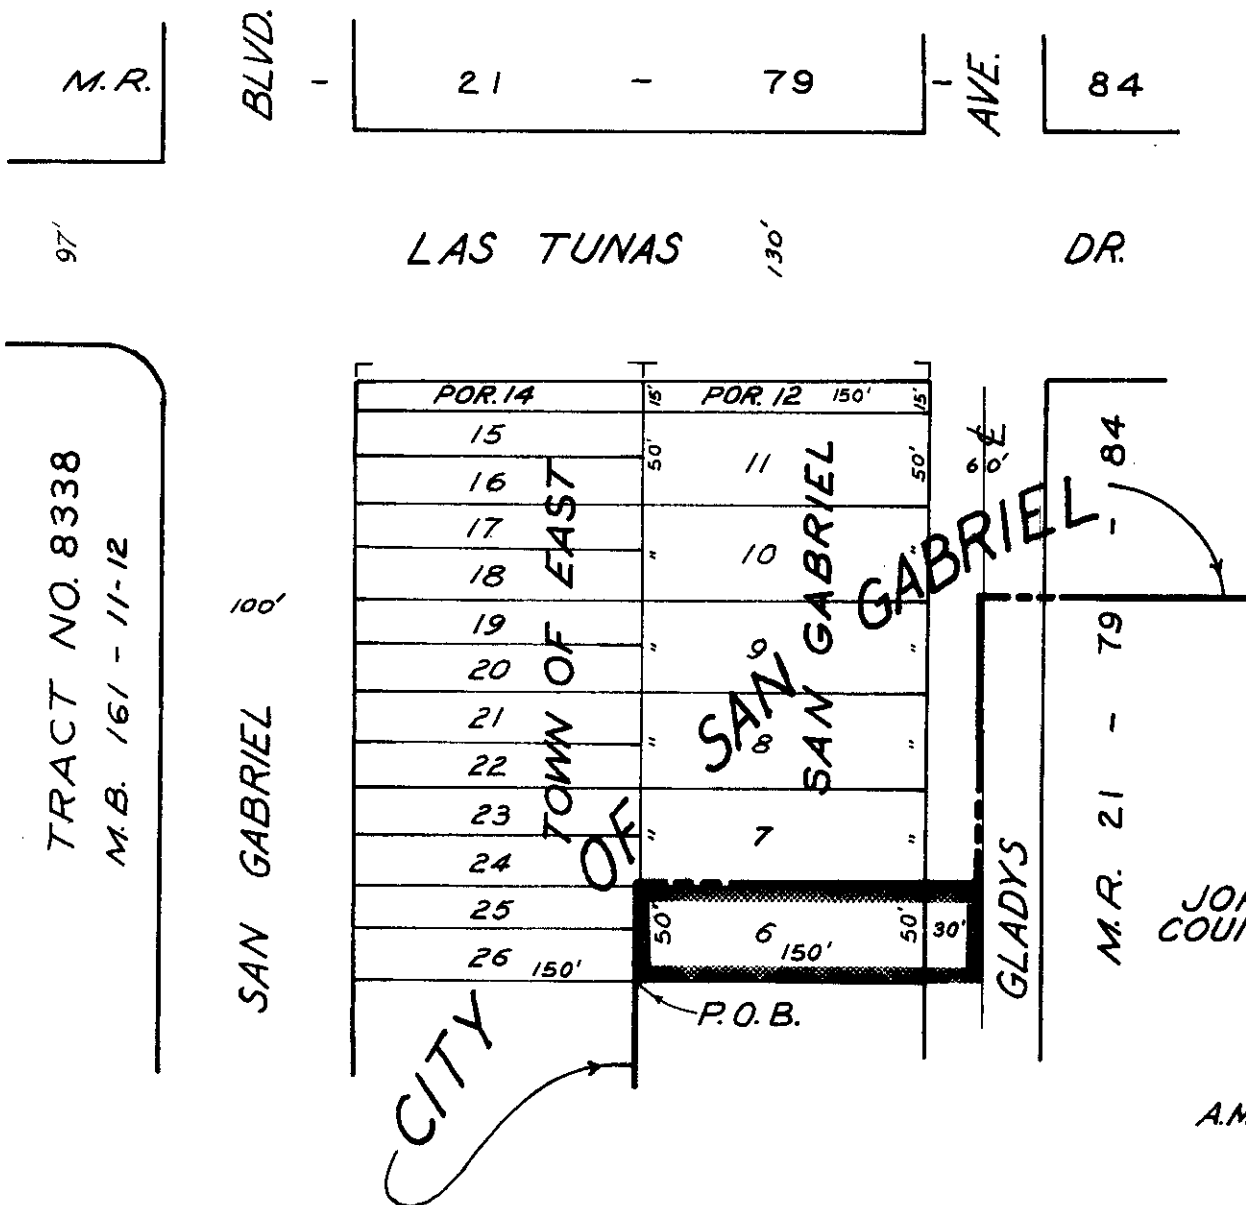 M.R.
BLVD.
-
21
-
79
-
AVE.
84
97'
LAS TUNAS
130'
DR.
POR. 14
15'
POR. 12
150'
15'
15
16
17
18
19
20
21
22
23
24
25
26
150'
50'
11
50'
10
"
"
9
"
"
8
"
"
7
"
50'
6
150'
50'
30'
60'
℄
TRACT NO. 8338
M.B. 161 - 11-12
100'
SAN GABRIEL
TOWN OF EAST
SAN GABRIEL
CITY OF SAN GABRIEL
GLADYS
M.R. 21 - 79 - 84
P.O.B.
COUN
A.M.